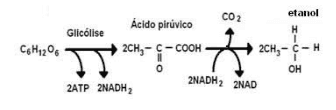 CO₂
etanol
Glicólise
Ácido pirúvico
H
C₆H₁₂O₆
2CH₃ - C - COOH
2CH₃ - C - H
O
OH
2ATP 2NADH₂
2NADH₂ 2NAD